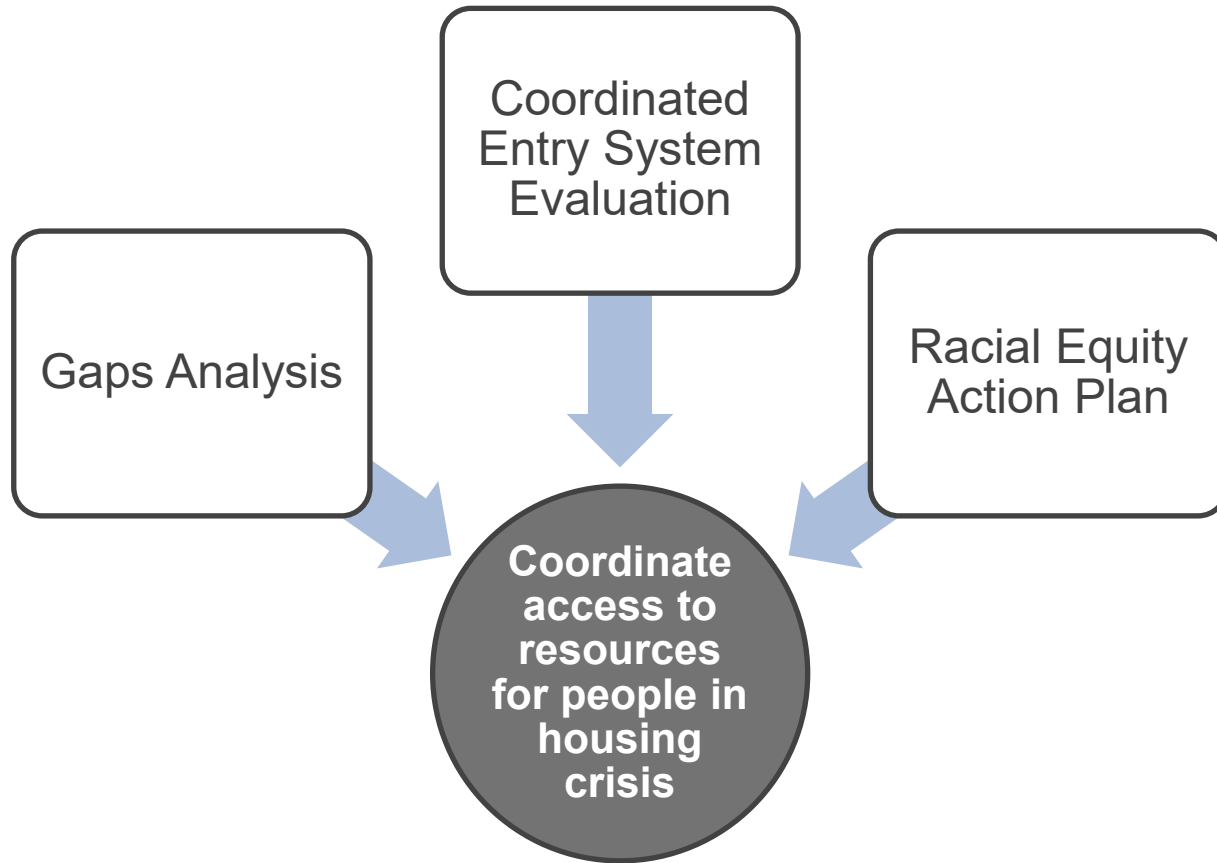 Coordinated
Entry System
Evaluation
Gaps Analysis
Racial Equity
Action Plan
Coordinate
access to
resources
for people in
housing
crisis